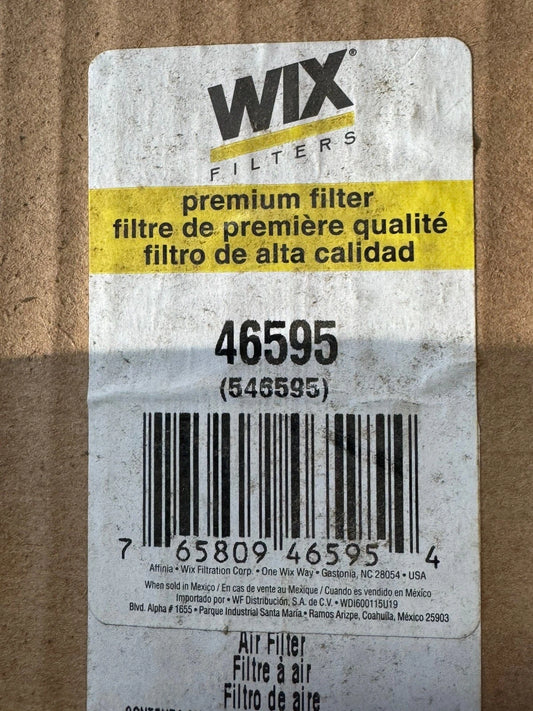 WIX®
FILTERS
premium filter
filtre de première qualité
filtro de alta calidad
46595
(546595)
7 65809 46595 4
Affinia • Wix Filtration Corp. • One Wix Way • Gastonia, NC 28054 • USA
When sold in Mexico / En cas de vente au Mexique / Cuando es vendido en México
Importado por • WF Distribución, S.A. de C.V. • WDI600115U19
Blvd. Alpha # 1655 • Parque Industrial Santa María • Ramos Arizpe, Coahuila, México 25903
Air Filter
Filtre à air
Filtro de aire